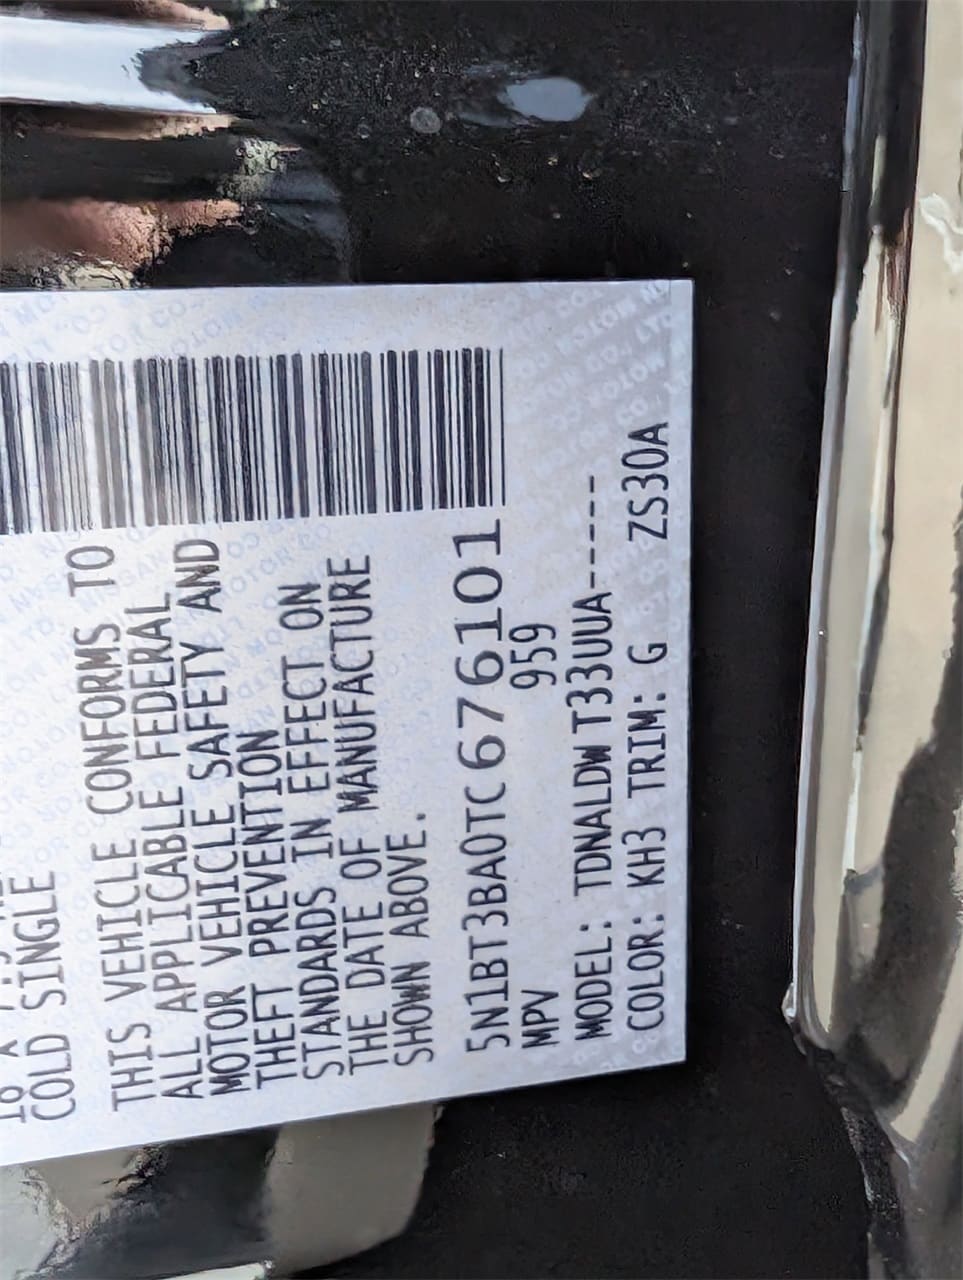 COLD SINGLE
THIS VEHICLE CONFORMS TO
ALL APPLICABLE FEDERAL
MOTOR VEHICLE SAFETY AND
THEFT PREVENTION
STANDARDS IN EFFECT ON
THE DATE OF MANUFACTURE
SHOWN ABOVE.
5N1BT3BA0TC676101
MPV 959
MODEL: TDNALDW T33UUA-----
COLOR: KH3 TRIM: G ZS30A